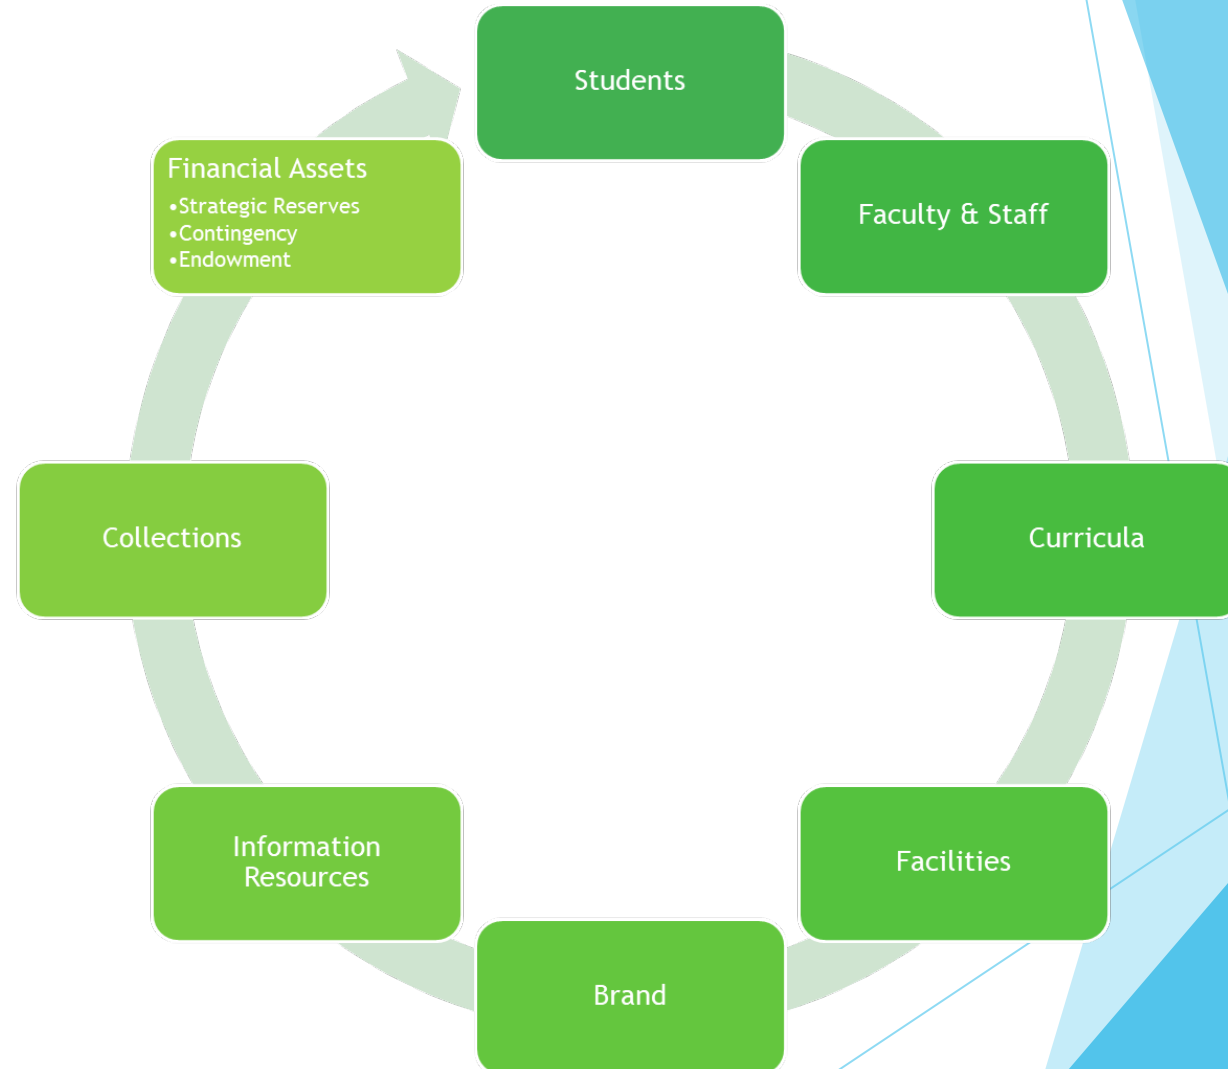 Students
Faculty & Staff
Curricula
Facilities
Brand
Information
Resources
Collections
Financial Assets
•Strategic Reserves
•Contingency
•Endowment